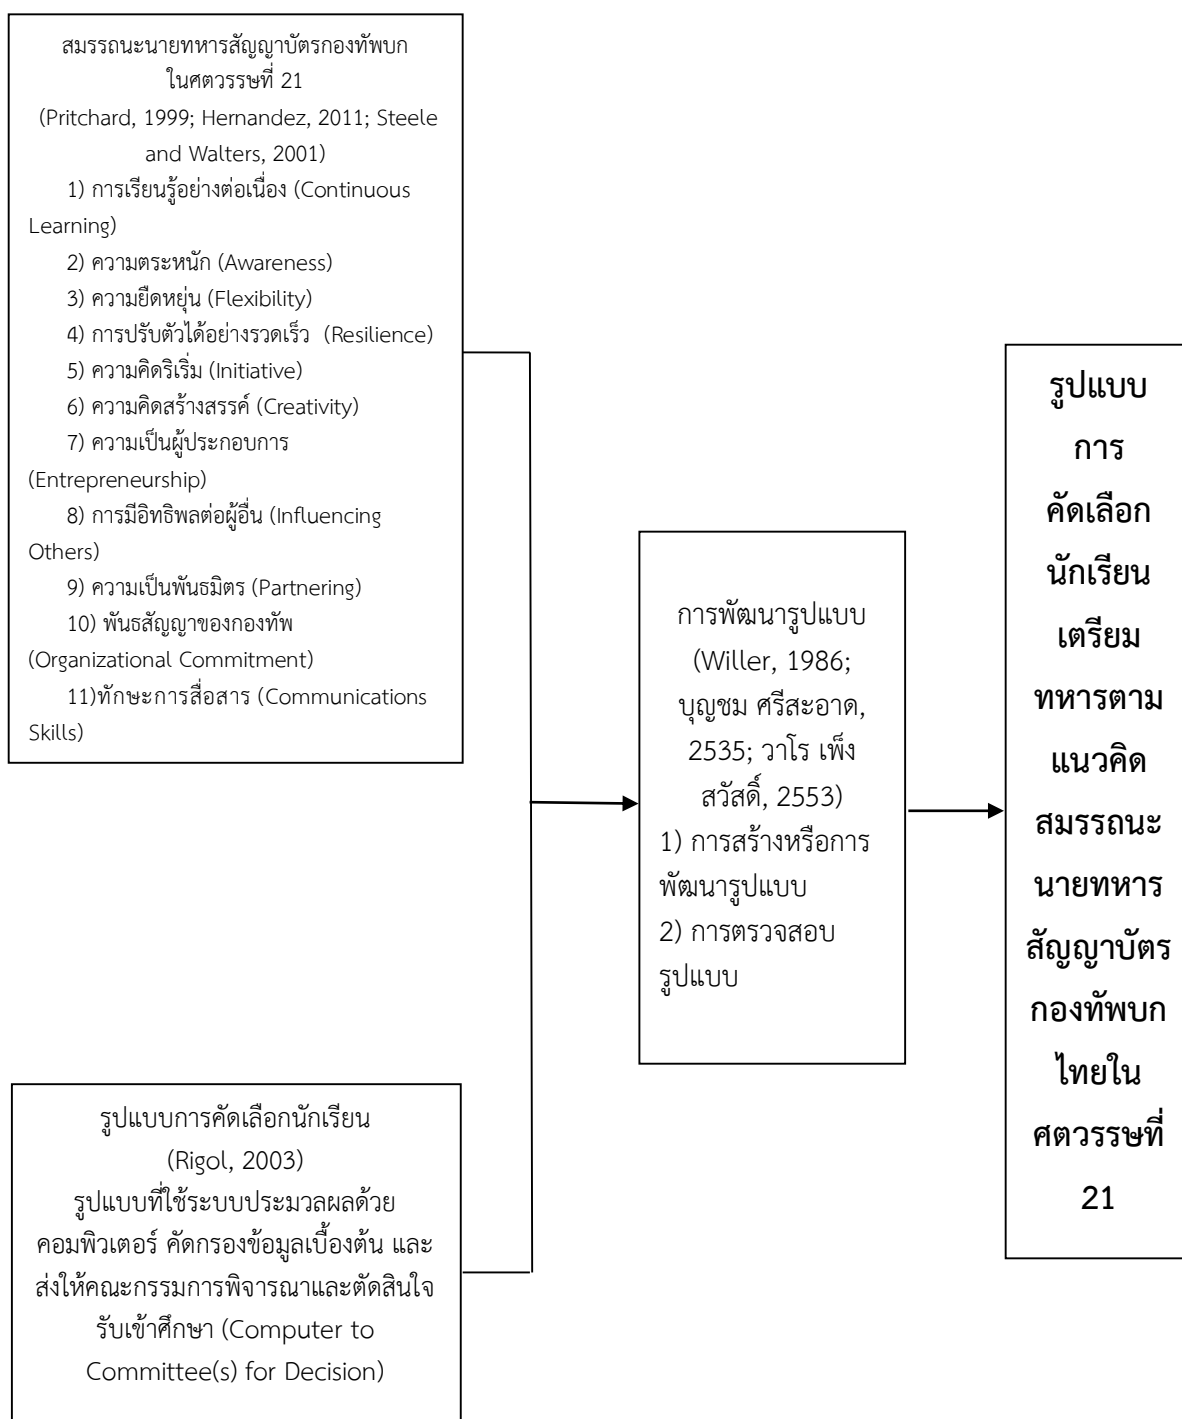 สมรรถนะนายทหารสัญญาบัตรกองทัพบก
ในศตวรรษที่ 21
(Pritchard, 1999; Hernandez, 2011; Steele
and Walters, 2001)
1) การเรียนรู้อย่างต่อเนื่อง (Continuous
Learning)
2) ความตระหนัก (Awareness)
3) ความยืดหยุ่น (Flexibility)
4) การปรับตัวได้อย่างรวดเร็ว (Resilience)
5) ความคิดริเริ่ม (Initiative)
6) ความคิดสร้างสรรค์ (Creativity)
7) ความเป็นผู้ประกอบการ
(Entrepreneurship)
8) การมีอิทธิพลต่อผู้อื่น (Influencing
Others)
9) ความเป็นพันธมิตร (Partnering)
10) พันธสัญญาของกองทัพ
(Organizational Commitment)
11)ทักษะการสื่อสาร (Communications
Skills)
รูปแบบการคัดเลือกนักเรียน
(Rigol, 2003)
รูปแบบที่ใช้ระบบประมวลผลด้วย
คอมพิวเตอร์ คัดกรองข้อมูลเบื้องต้น และ
ส่งให้คณะกรรมการพิจารณาและตัดสินใจ
รับเข้าศึกษา (Computer to
Committee(s) for Decision)
การพัฒนารูปแบบ
(Willer, 1986;
บุญชม ศรีสะอาด,
2535; วาโร เพ็ง
สวัสดิ์, 2553)
1) การสร้างหรือการ
พัฒนารูปแบบ
2) การตรวจสอบ
รูปแบบ
รูปแบบ
การ
คัดเลือก
นักเรียน
เตรียม
ทหารตาม
แนวคิด
สมรรถนะ
นายทหาร
สัญญาบัตร
กองทัพบก
ไทยใน
ศตวรรษที่
21